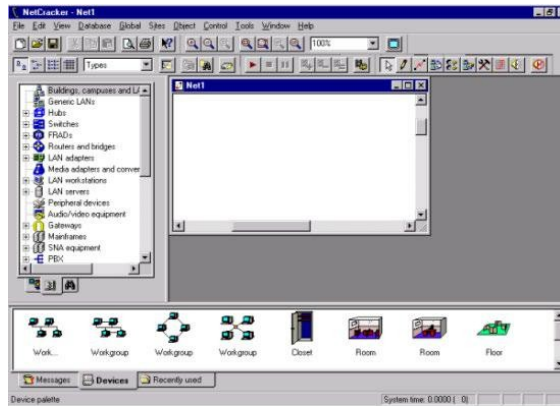 NetCracker - Net1
File Edit View Database Global Sites Object Control Tools Window Help
100%
Types
Buildings, campuses and LA
Generic LANs
Hubs
Switches
FRADs
Routers and bridges
LAN adapters
Media adapters and conver
LAN workstations
LAN servers
Peripheral devices
Audio/video equipment
Gateways
Mainframes
SNA equipment
PBX
Net1
Work... Workgroup Workgroup Workgroup Closet Room Room Floor
Messages Devices Recently used
Device palette System time: 0.0000 ( 0)